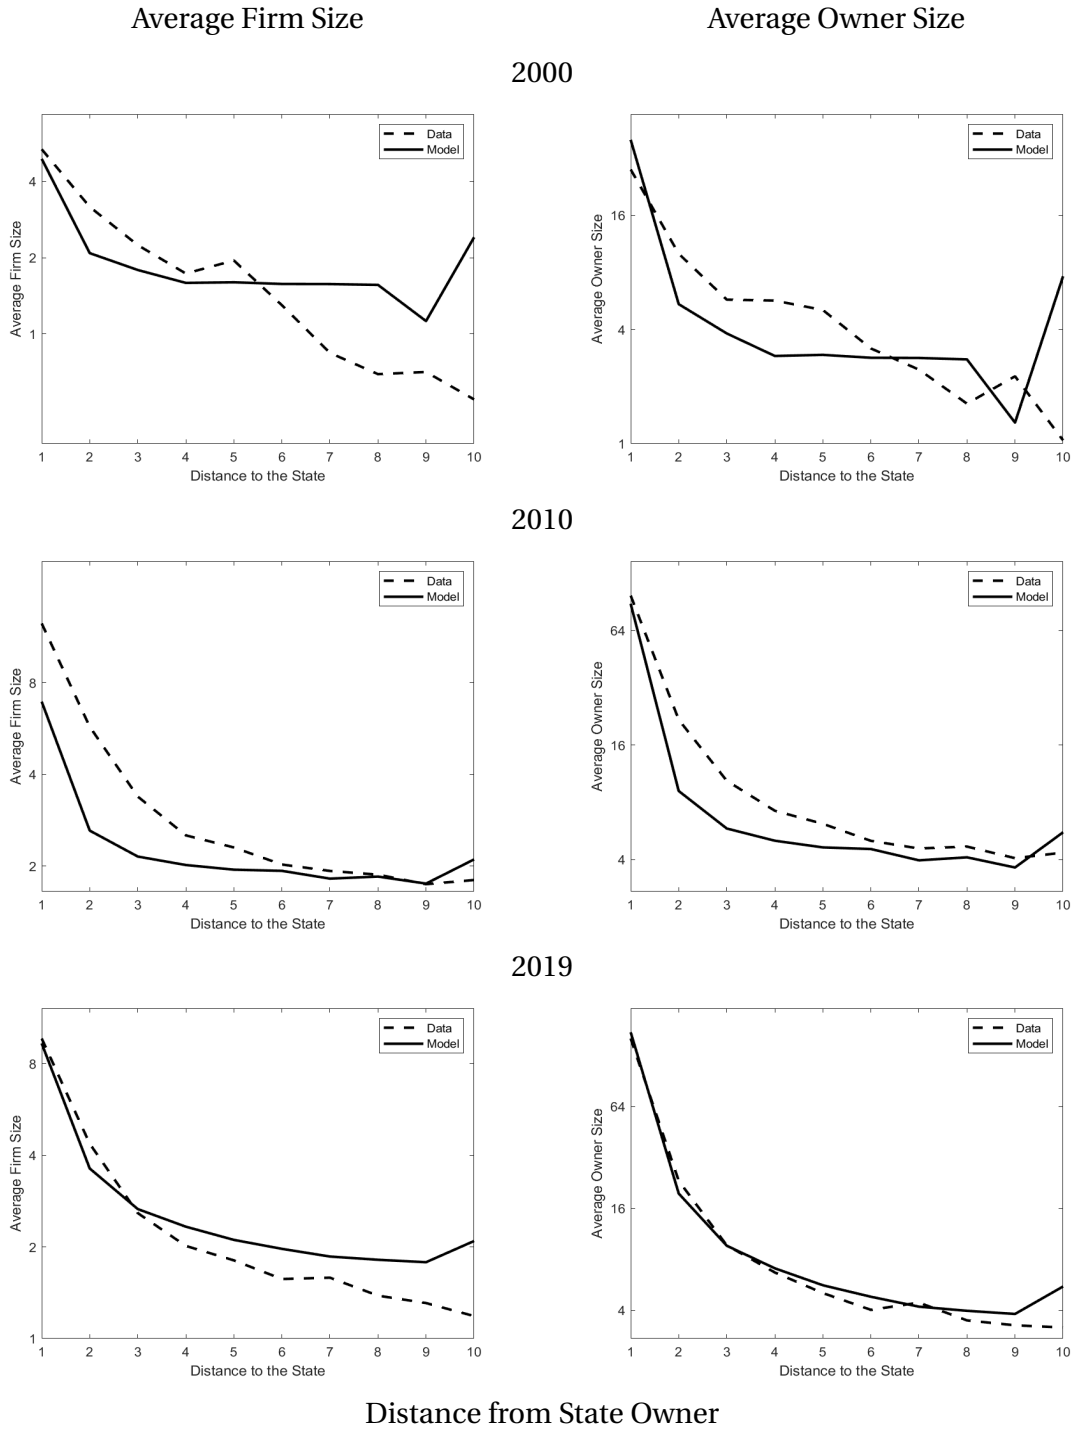 Average Firm Size
Average Owner Size
2000
Data
Model
4
2
1
Average Firm Size
1 2 3 4 5 6 7 8 9 10
Distance to the State
Data
Model
16
4
1
Average Owner Size
1 2 3 4 5 6 7 8 9 10
Distance to the State
2010
Data
Model
8
4
2
Average Firm Size
1 2 3 4 5 6 7 8 9 10
Distance to the State
Data
Model
64
16
4
Average Owner Size
1 2 3 4 5 6 7 8 9 10
Distance to the State
2019
Data
Model
8
4
2
1
Average Firm Size
1 2 3 4 5 6 7 8 9 10
Distance to the State
Data
Model
64
16
4
Average Owner Size
1 2 3 4 5 6 7 8 9 10
Distance to the State
Distance from State Owner